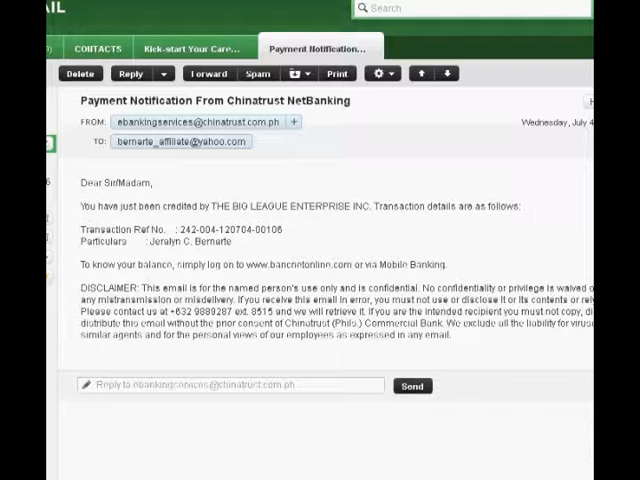 AIL
Search
CONTACTS Kick-start Your Care... Payment Notification...
Delete Reply Forward Spam Print
Payment Notification From Chinatrust NetBanking
FROM: ebankingservices@chinatrust.com.ph +
Wednesday, July 4
TO: bernarte_affiliate@yahoo.com
Dear Sir/Madam,
You have just been credited by THE BIG LEAGUE ENTERPRISE INC. Transaction details are as follows:
Transaction Ref No. : 242-004-120704-00106
Particulars : Jeralyn C. Bernarte
To know your balance, simply log on to www.bancnetonline.com or via Mobile Banking.
DISCLAIMER: This email is for the named person's use only and is confidential. No confidentiality or privilege is waived o
any mistransmission or misdelivery. If you receive this email in error, you must not use or disclose it or its contents or rel
Please contact us at +632 9889287 ext. 8515 and we will retrieve it. If you are the intended recipient you must not copy, di
distribute this email without the prior consent of Chinatrust (Phils.) Commercial Bank. We exclude all the liability for viruse
similar agents and for the personal views of our employees as expressed in any email.
Reply to ebankingservices@chinatrust.com.ph
Send